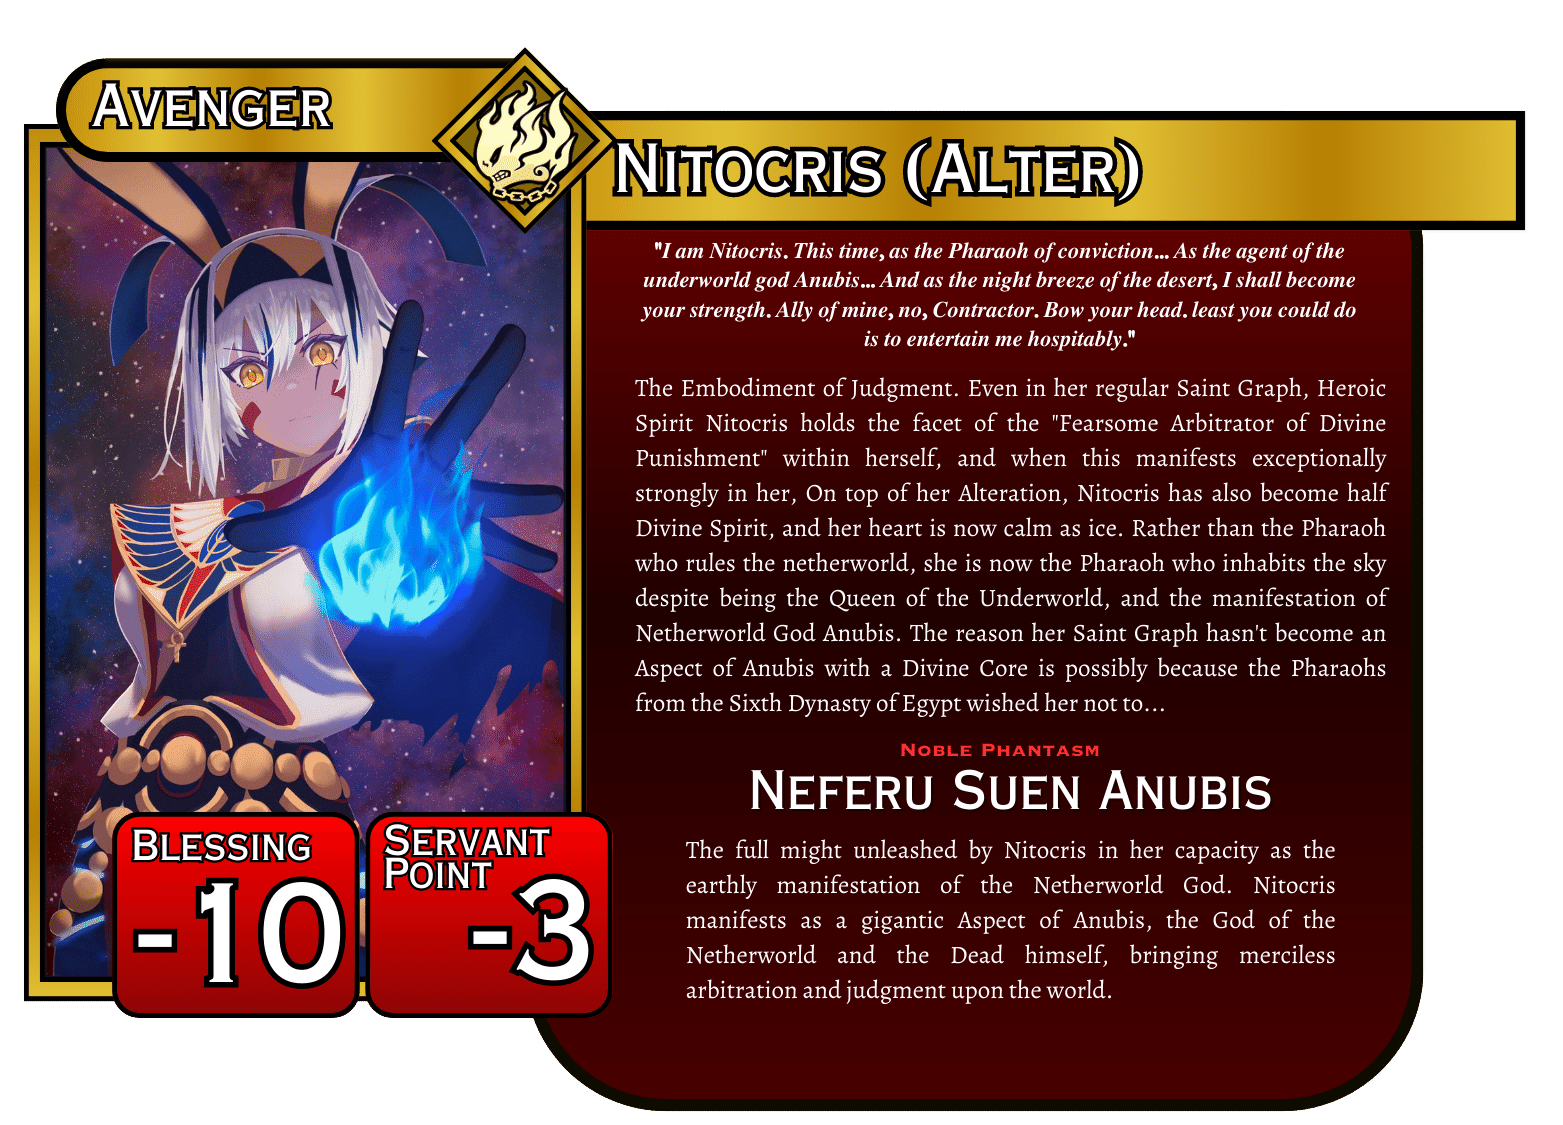 AVENGER
NITOCRIS (ALTER)
"I am Nitocris. This time, as the Pharaoh of conviction... As the agent of the
underworld god Anubis... And as the night breeze of the desert, I shall become
your strength. Ally of mine, no, Contractor. Bow your head. least you could do
is to entertain me hospitably."
The Embodiment of Judgment. Even in her regular Saint Graph, Heroic
Spirit Nitocris holds the facet of the "Fearsome Arbitrator of Divine
Punishment" within herself, and when this manifests exceptionally
strongly in her, On top of her Alteration, Nitocris has also become half
Divine Spirit, and her heart is now calm as ice. Rather than the Pharaoh
who rules the netherworld, she is now the Pharaoh who inhabits the sky
despite being the Queen of the Underworld, and the manifestation of
Netherworld God Anubis. The reason her Saint Graph hasn't become an
Aspect of Anubis with a Divine Core is possibly because the Pharaohs
from the Sixth Dynasty of Egypt wished her not to...
NOBLE PHANTASM
NEFERU SUEN ANUBIS
The full might unleashed by Nitocris in her capacity as the
earthly manifestation of the Netherworld God. Nitocris
manifests as a gigantic Aspect of Anubis, the God of the
Netherworld and the Dead himself, bringing merciless
arbitration and judgment upon the world.
BLESSING
-10
SERVANT
POINT
-3